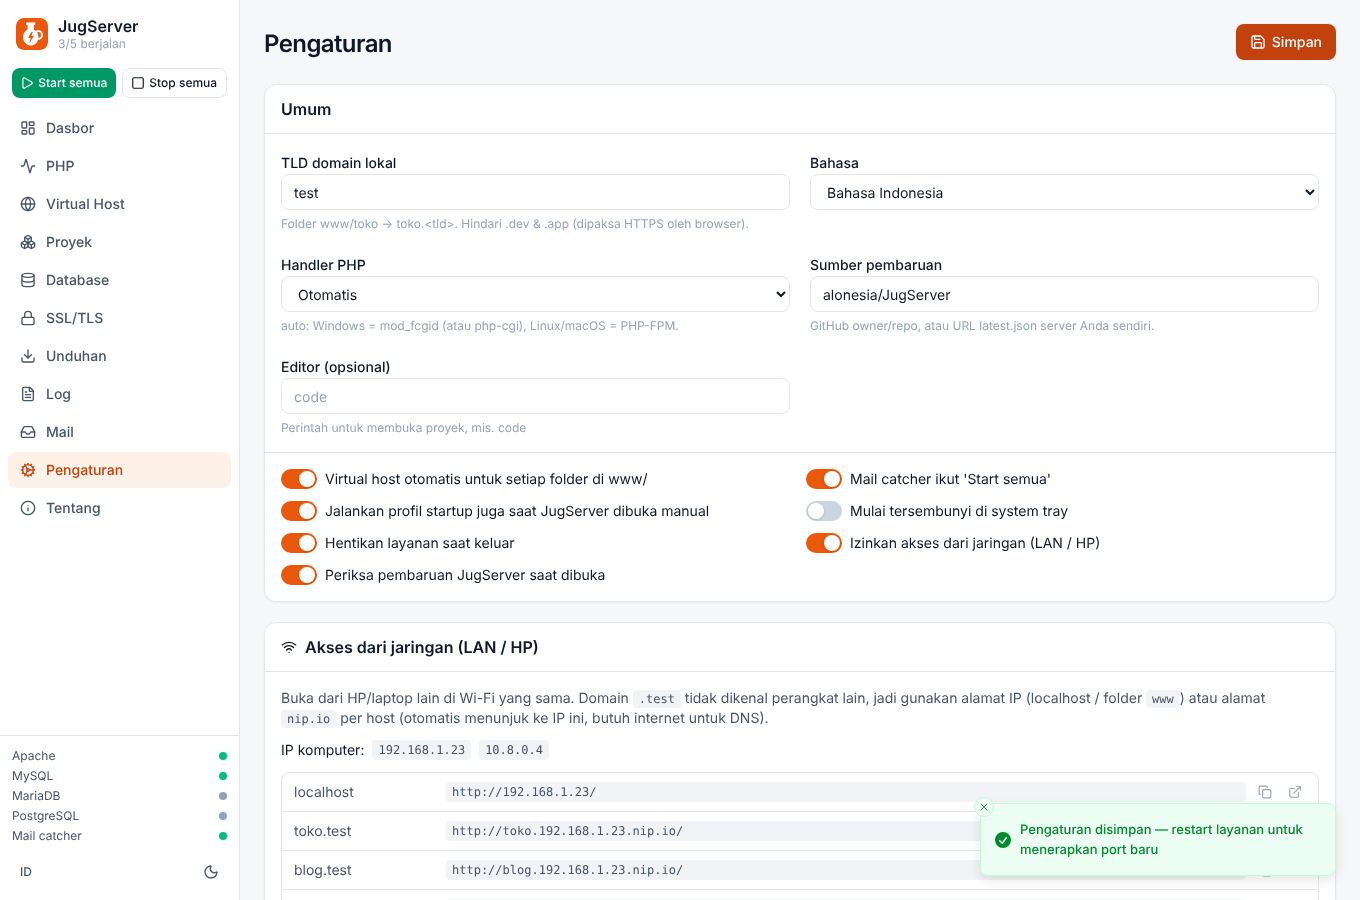 JugServer
3/5 berjalan
Start semua
Stop semua
Dasbor
PHP
Virtual Host
Proyek
Database
SSL/TLS
Unduhan
Log
Mail
Pengaturan
Tentang
Apache
MySQL
MariaDB
PostgreSQL
Mail catcher
ID
Pengaturan
Simpan
Umum
TLD domain lokal
test
Folder www/toko → toko.<tld>. Hindari .dev & .app (dipaksa HTTPS oleh browser).
Bahasa
Bahasa Indonesia
Handler PHP
Otomatis
auto: Windows = mod_fcgid (atau php-cgi), Linux/macOS = PHP-FPM.
Sumber pembaruan
alonesia/JugServer
GitHub owner/repo, atau URL latest.json server Anda sendiri.
Editor (opsional)
code
Perintah untuk membuka proyek, mis. code
Virtual host otomatis untuk setiap folder di www/
Mail catcher ikut 'Start semua'
Jalankan profil startup juga saat JugServer dibuka manual
Mulai tersembunyi di system tray
Hentikan layanan saat keluar
Izinkan akses dari jaringan (LAN / HP)
Periksa pembaruan JugServer saat dibuka
Akses dari jaringan (LAN / HP)
Buka dari HP/laptop lain di Wi-Fi yang sama. Domain .test tidak dikenal perangkat lain, jadi gunakan alamat IP (localhost / folder www ) atau alamat
nip.io per host (otomatis menunjuk ke IP ini, butuh internet untuk DNS).
IP komputer: 192.168.1.23 10.8.0.4
localhost http://192.168.1.23/
toko.test http://toko.192.168.1.23.nip.io/
blog.test http://blog.192.168.1.23.nip.io/
Pengaturan disimpan — restart layanan untuk
menerapkan port baru